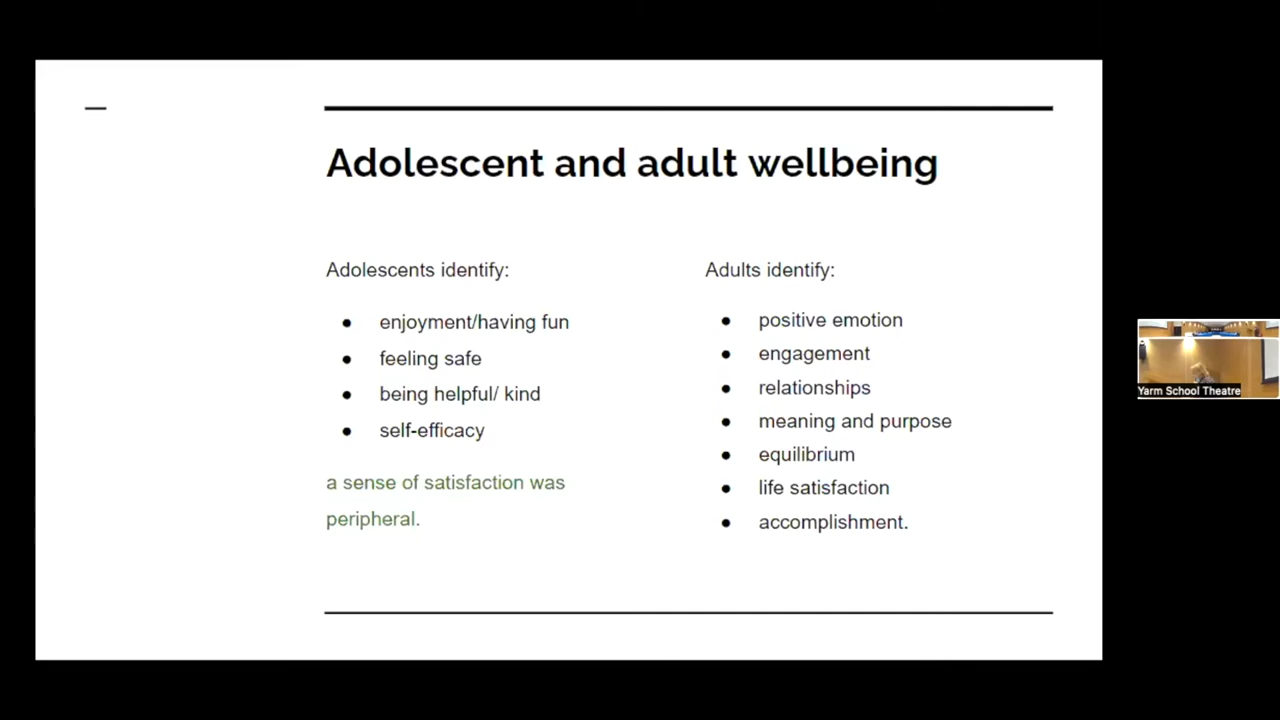 Adolescent and adult wellbeing
Adolescents identify:
● enjoyment/having fun
● feeling safe
● being helpful/ kind
● self-efficacy
a sense of satisfaction was
peripheral.
Adults identify:
● positive emotion
● engagement
● relationships
● meaning and purpose
● equilibrium
● life satisfaction
● accomplishment.
Yarm School Theatre